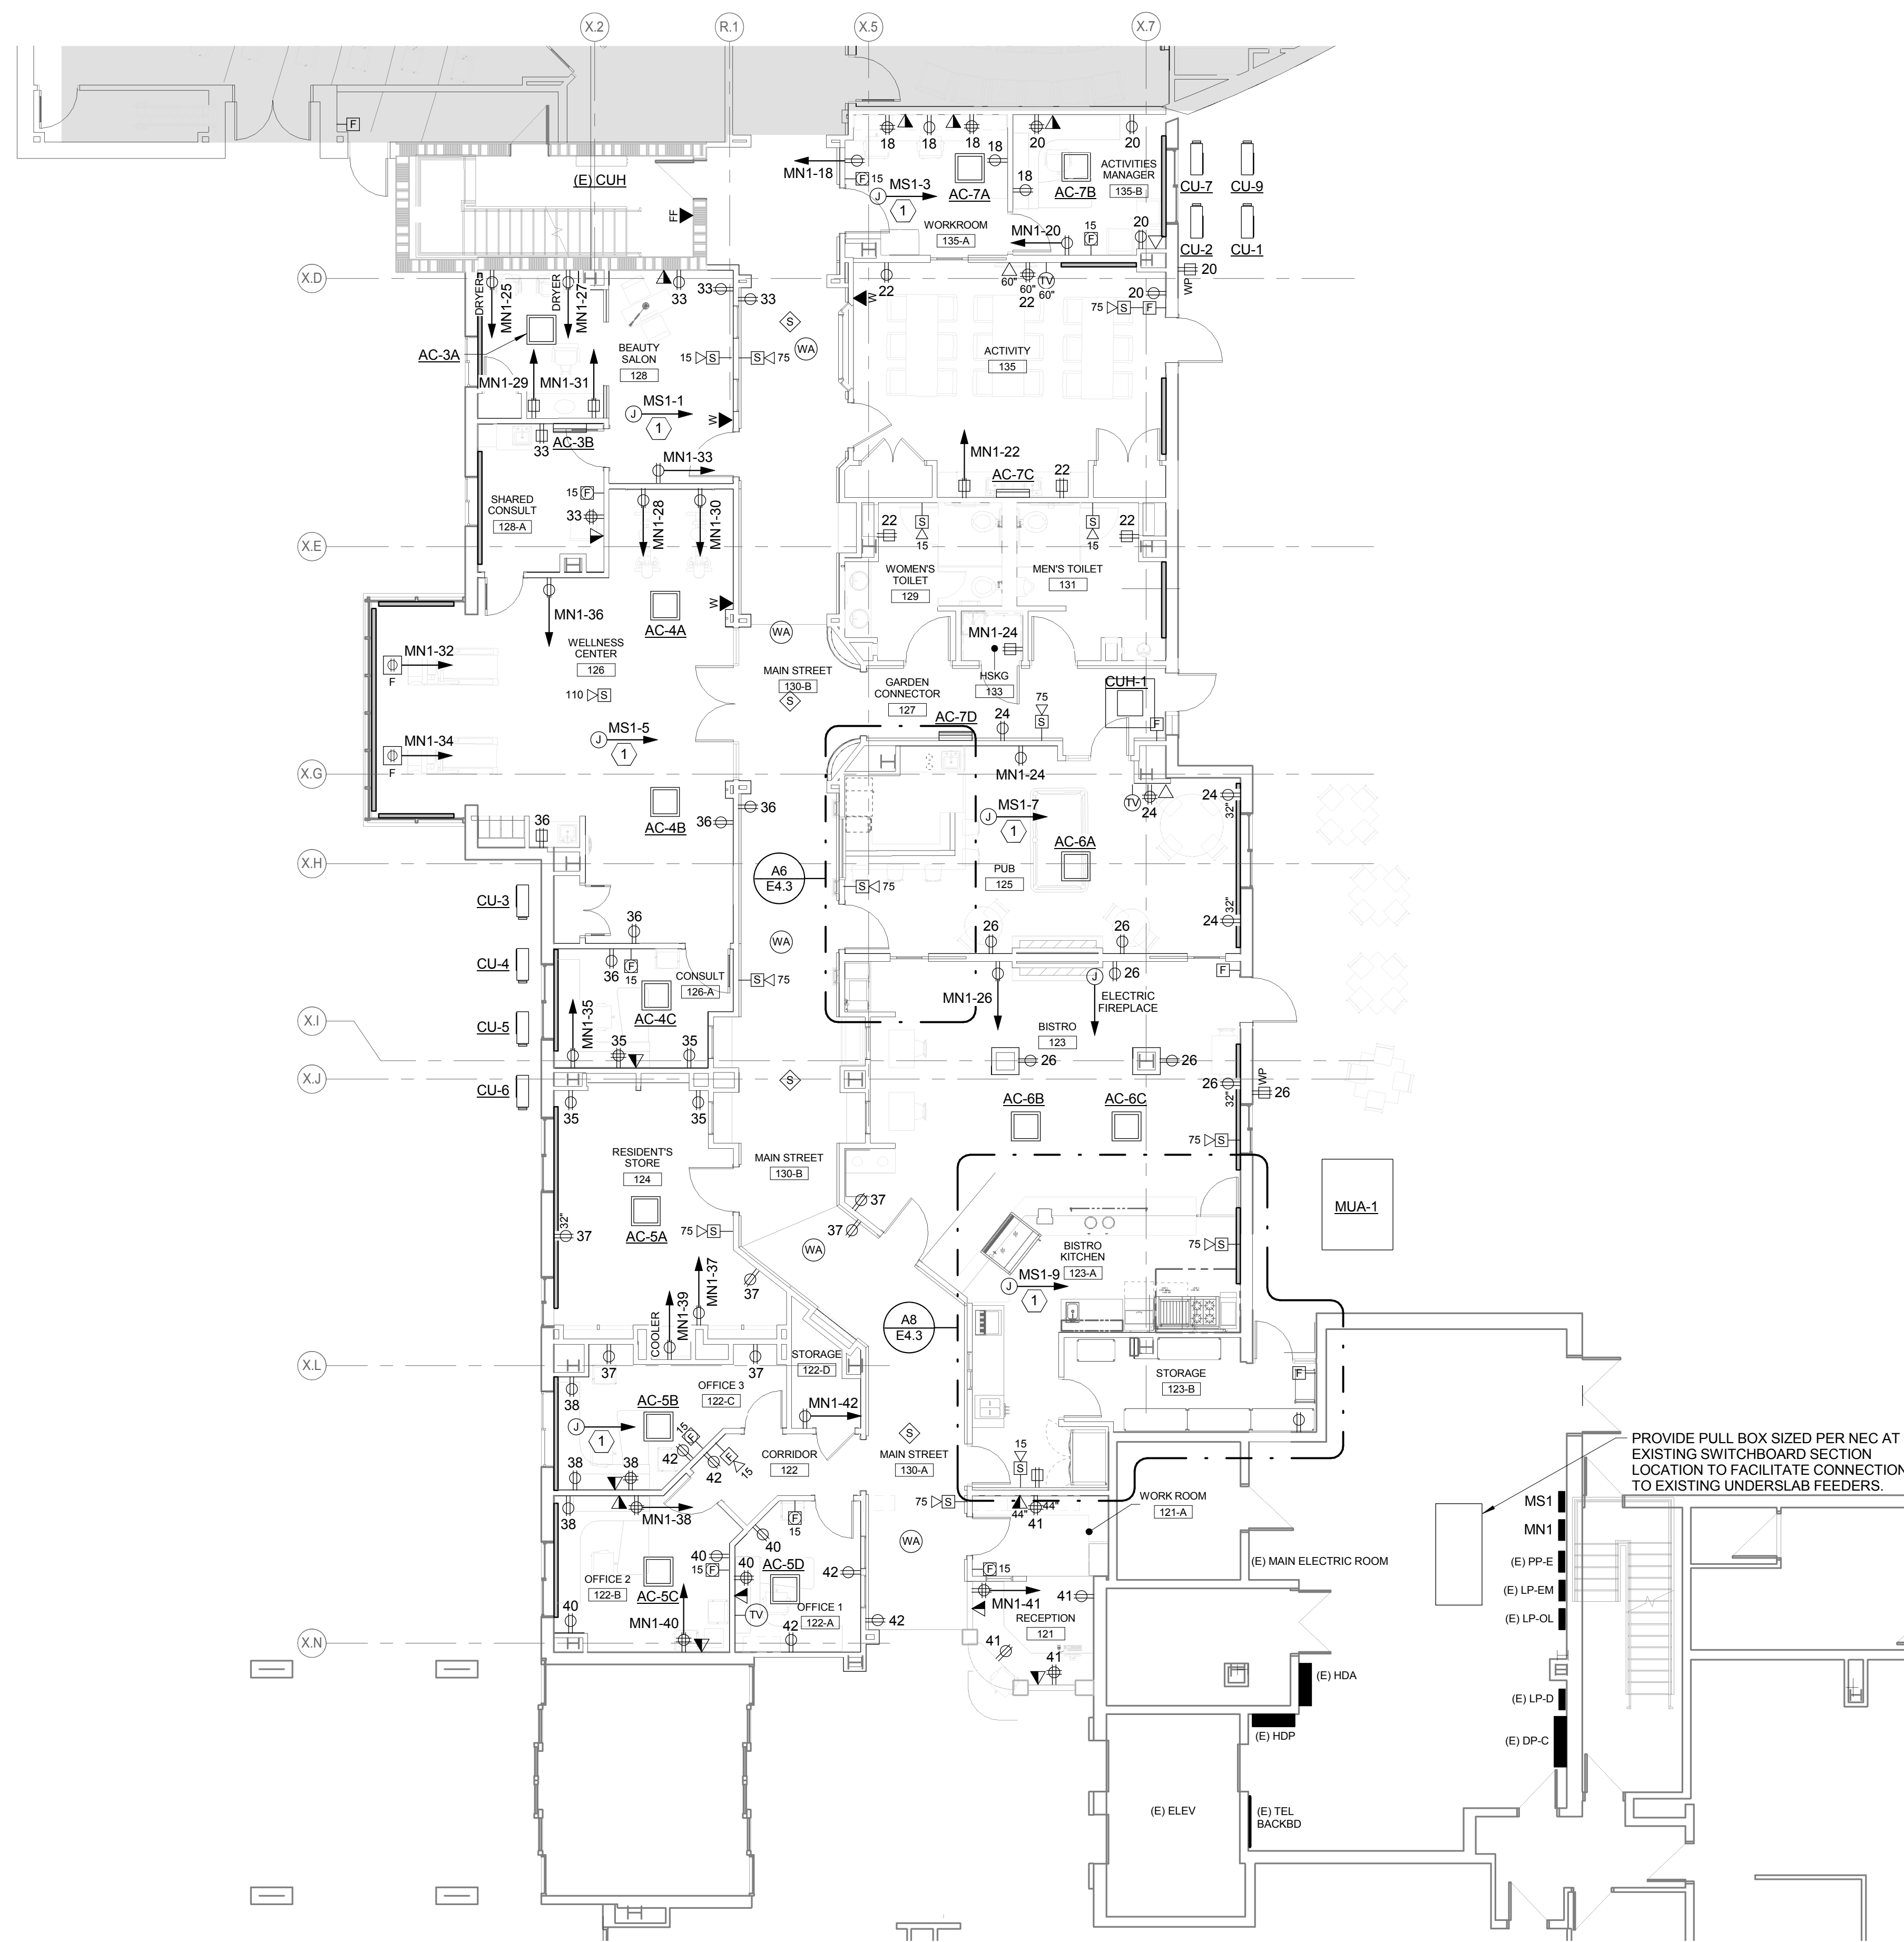 X.2
R.1
X.5
X.7
F
18
18
18
20
20
MN1-18
F 15
18
MS1-3
1
AC-7A
18
AC-7B
ACTIVITIES
MANAGER
135-B
CU-7
CU-9
(E) CUH
FF
WORKROOM
135-A
MN1-20
15
F
20
CU-2
CU-1
X.D
DRYER
MN1-25
DRYER
MN1-27
33
33
33
W
22
60"
60"
22
TV
60"
20
WP
20
75 S F
S
WA
AC-3A
BEAUTY
SALON
128
15 S
S 75
ACTIVITY
135
MN1-29
MN1-31
MS1-1
1
W
AC-3B
33
MN1-33
MN1-22
AC-7C
22
SHARED
CONSULT
128-A
15 F
33
MN1-28
MN1-30
22
S
15
S
15
22
X.E
WOMEN'S
TOILET
129
MEN'S TOILET
131
MN1-36
AC-4A
W
WA
MN1-24
WELLNESS
CENTER
126
MN1-32
F
MAIN STREET
130-B
S
GARDEN
CONNECTOR
127
HSKG
133
CUH-1
110 S
75
S
F
AC-7D
24
MS1-5
1
MN1-34
F
X.G
MN1-24
TV
24
24
32"
AC-4B
36
36
36
MS1-7
1
AC-6A
X.H
A6
E4.3
PUB
125
S 75
CU-3
36
26
26
24
32"
WA
CU-4
36
F
15
CONSULT
126-A
S 75
MN1-26
J
26
F
AC-4C
ELECTRIC
FIREPLACE
MN1-35
CU-5
X.I
35
35
BISTRO
123
26
26
X.J
CU-6
S
26
32"
WP
26
35
35
AC-6B
AC-6C
75 S
RESIDENT'S
STORE
124
MAIN STREET
130-B
MUA-1
37
32"
37
AC-5A
75 S
37
WA
75 S
BISTRO
KITCHEN
123-A
MS1-9
1
MN1-37
MN1-39
COOLER
37
A8
E4.3
X.L
37
37
STORAGE
122-D
STORAGE
123-B
F
38
OFFICE 3
122-C
AC-5B
MN1-42
J
1
15
F
42
F
15
42
S
CORRIDOR
122
MAIN STREET
130-A
38
38
15
S
PROVIDE PULL BOX SIZED PER NEC AT
EXISTING SWITCHBOARD SECTION
LOCATION TO FACILITATE CONNECTION
TO EXISTING UNDERSLAB FEEDERS.
WORK ROOM
121-A
38
MN1-38
F
15
75 S
44"
44"
41
MS1
MN1
WA
40
40
15 F
40
AC-5D
42
(E) MAIN ELECTRIC ROOM
(E) PP-E
OFFICE 2
122-B
AC-5C
F 15
(E) LP-EM
OFFICE 1
122-A
MN1-41
41
(E) LP-OL
40
MN1-40
TV
42
42
RECEPTION
121
X.N
41
41
(E) HDA
(E) LP-D
(E) HDP
(E) DP-C
(E) ELEV
(E) TEL
BACKBD